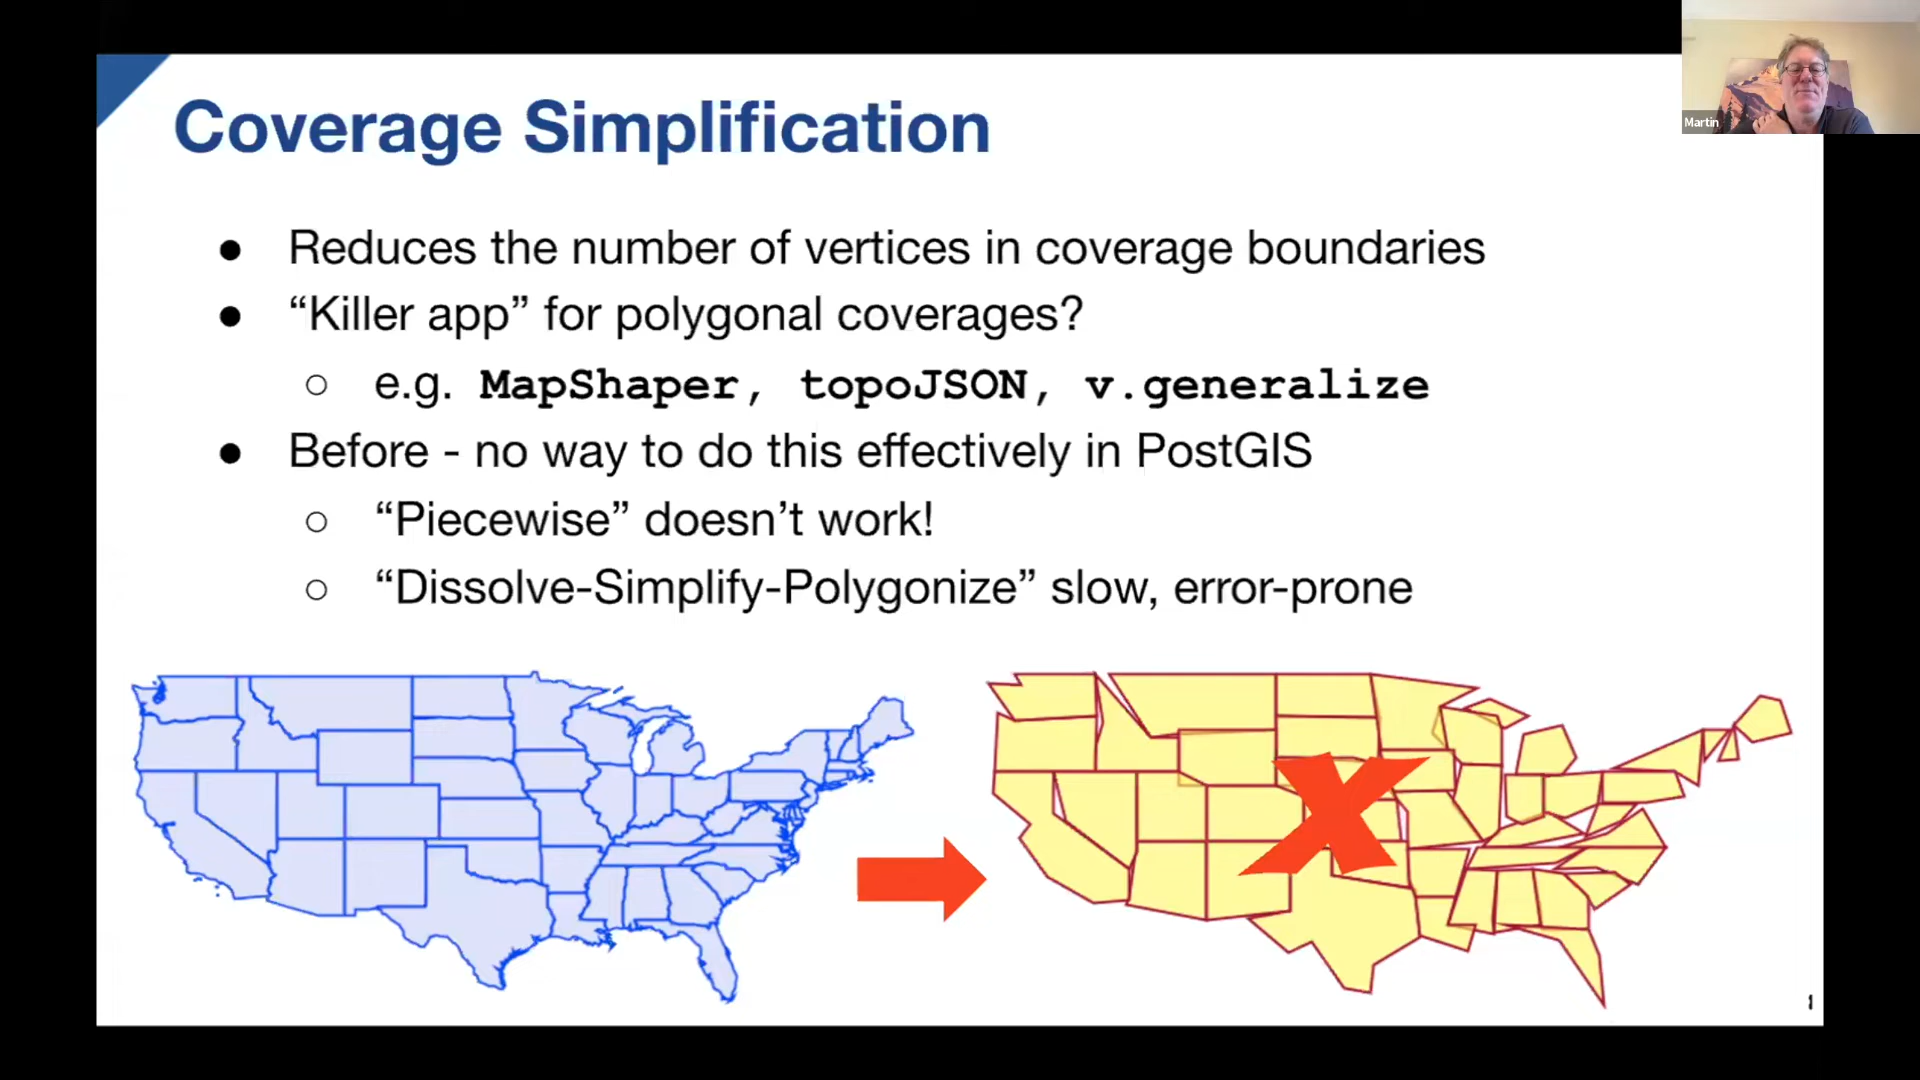 Coverage Simplification
Martin
● Reduces the number of vertices in coverage boundaries
● “Killer app” for polygonal coverages?
○ e.g. MapShaper, topoJSON, v.generalize
● Before - no way to do this effectively in PostGIS
○ “Piecewise” doesn’t work!
○ “Dissolve-Simplify-Polygonize” slow, error-prone